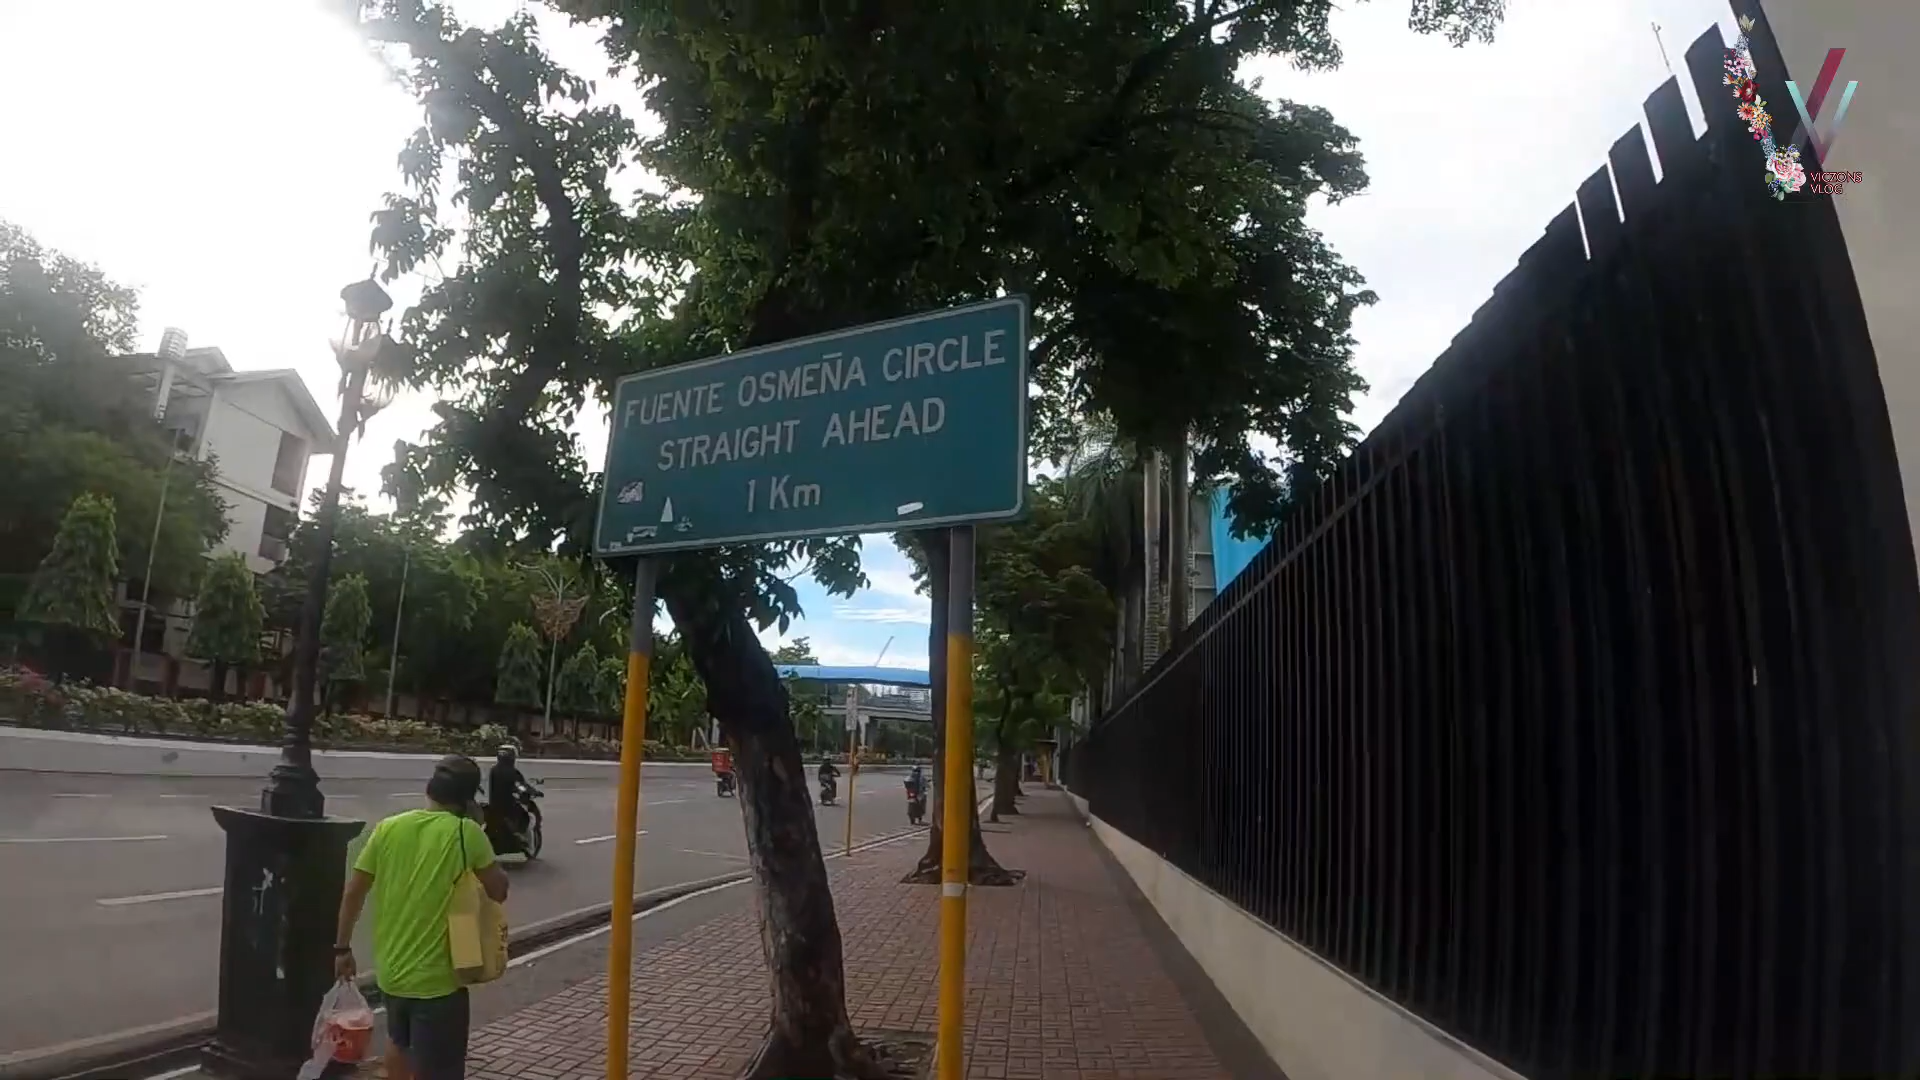 FUENTE OSMEÑA CIRCLE
STRAIGHT AHEAD
1 Km
VICZONS
VLOG